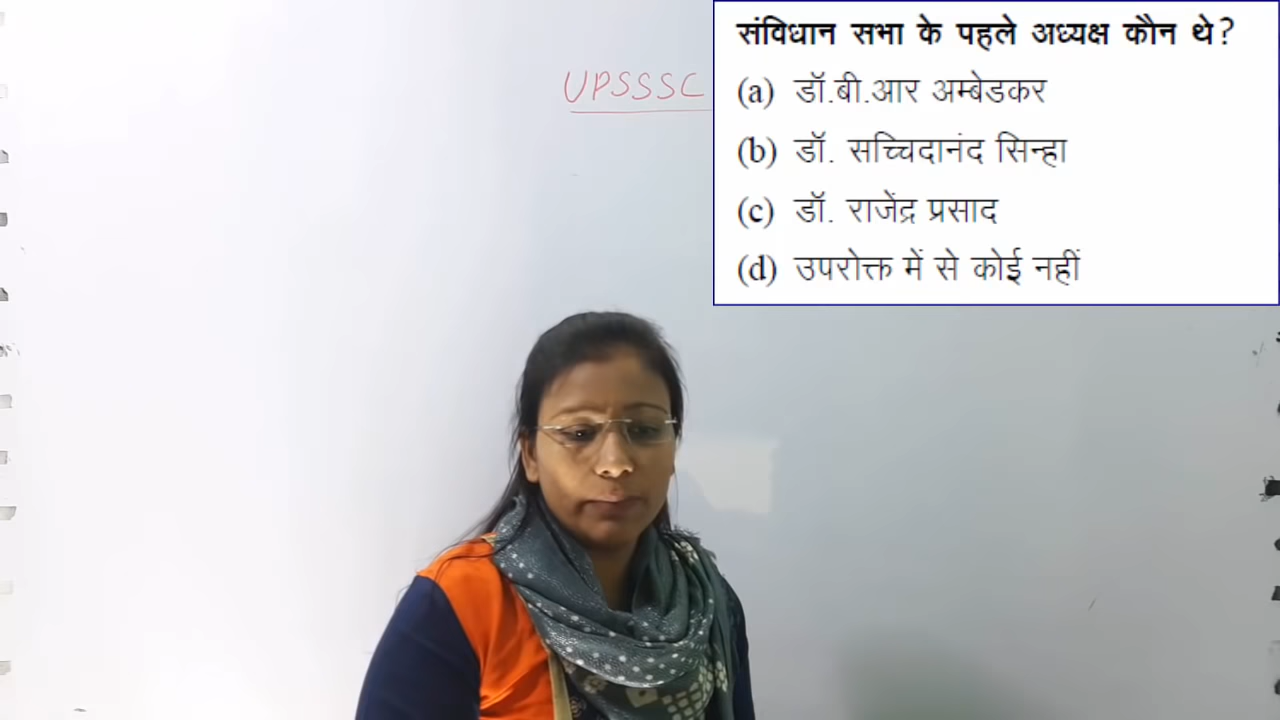 UPSSSC
संविधान सभा के पहले अध्यक्ष कौन थे?
(a) डॉ.बी.आर अम्बेडकर
(b) डॉ. सच्चिदानंद सिन्हा
(c) डॉ. राजेंद्र प्रसाद
(d) उपरोक्त में से कोई नहीं